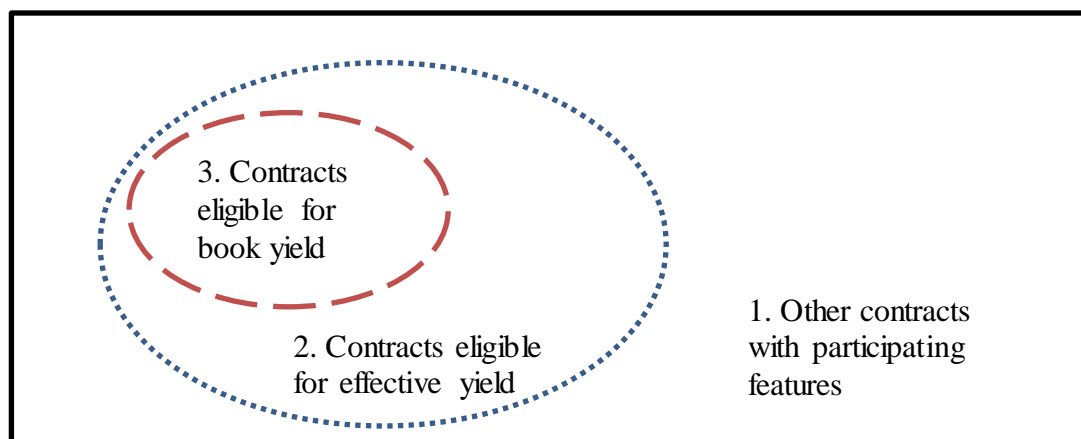 3. Contracts
eligible for
book yield
2. Contracts eligible
for effective yield
1. Other contracts
with participating
features